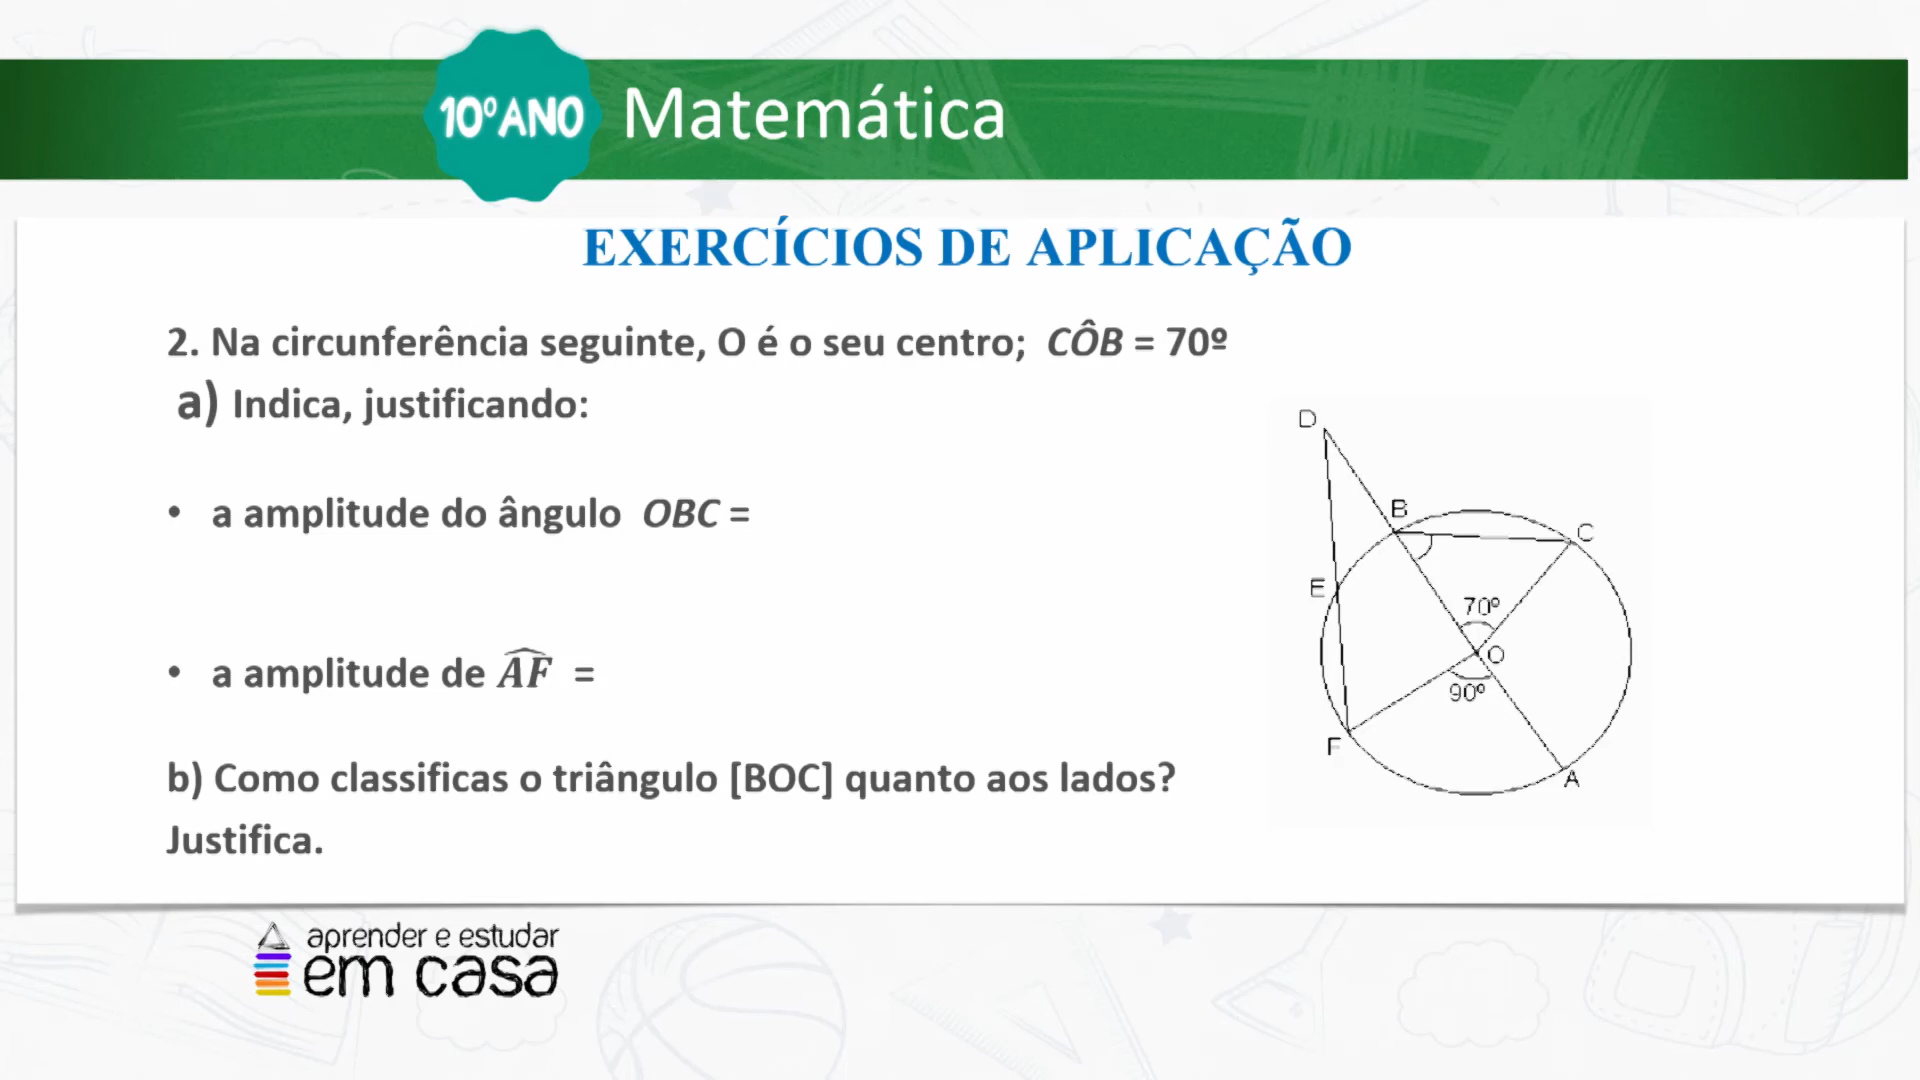 10ºANO Matemática
EXERCÍCIOS DE APLICAÇÃO
2. Na circunferência seguinte, O é o seu centro; CÔB = 70º
a) Indica, justificando:
• a amplitude do ângulo OBC =
• a amplitude de \widehat{AF} =
b) Como classificas o triângulo [BOC] quanto aos lados?
Justifica.
D
B
C
E
70º
O
90º
F
A
aprender e estudar
em casa